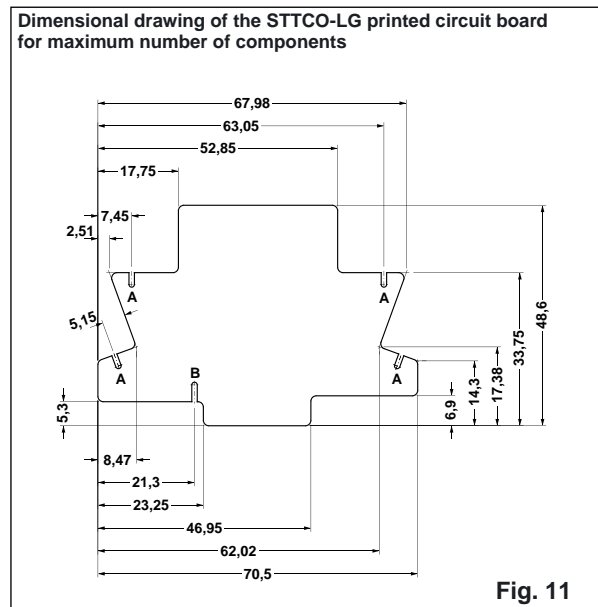 Dimensional drawing of the STTCO-LG printed circuit board
for maximum number of components
67,98
63,05
52,85
17,75
7,45
2,51
A
A
5,15
A
B
A
5,3
6,9
14,3
17,38
33,75
48,6
8,47
21,3
23,25
46,95
62,02
70,5
Fig. 11